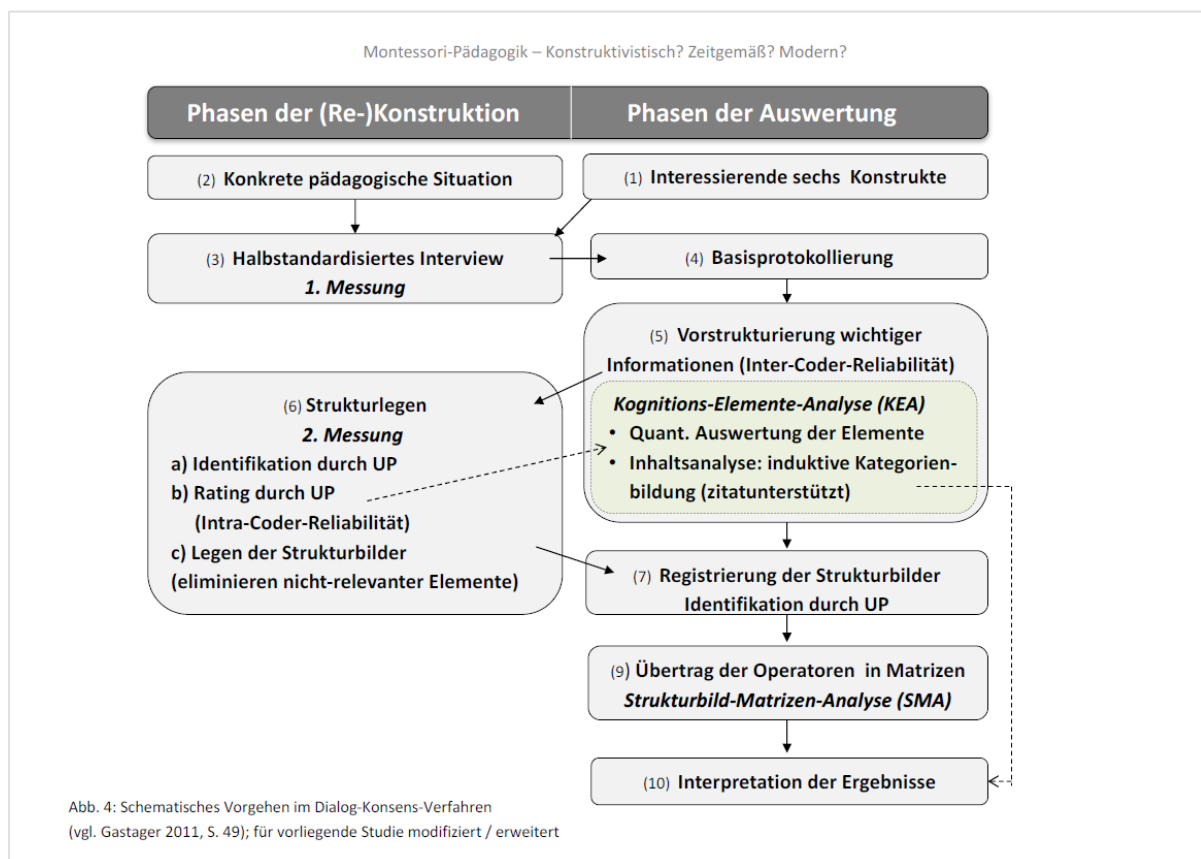 Montessori-Pädagogik – Konstruktivistisch? Zeitgemäß? Modern?
Phasen der (Re-)Konstruktion
Phasen der Auswertung
(2) Konkrete pädagogische Situation
(1) Interessierende sechs Konstrukte
(3) Halbstandardisiertes Interview
1. Messung
(4) Basisprotokollierung
(5) Vorstrukturierung wichtiger
Informationen (Inter-Coder-Reliabilität)
Kognitions-Elemente-Analyse (KEA)
• Quant. Auswertung der Elemente
• Inhaltsanalyse: induktive Kategorien-
bildung (zitatunterstützt)
(6) Strukturlegen
2. Messung
a) Identifikation durch UP
b) Rating durch UP
(Intra-Coder-Reliabilität)
c) Legen der Strukturbilder
(eliminieren nicht-relevanter Elemente)
(7) Registrierung der Strukturbilder
Identifikation durch UP
(9) Übertrag der Operatoren in Matrizen
Strukturbild-Matrizen-Analyse (SMA)
(10) Interpretation der Ergebnisse
Abb. 4: Schematisches Vorgehen im Dialog-Konsens-Verfahren
(vgl. Gastager 2011, S. 49); für vorliegende Studie modifiziert / erweitert